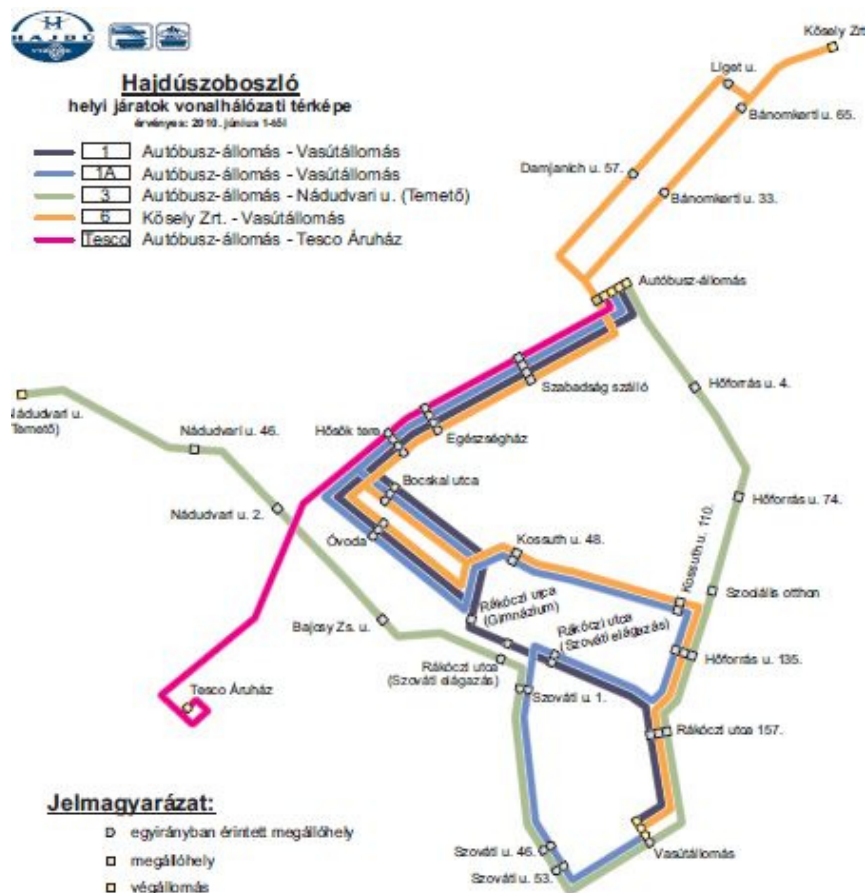 HAJDÚ
Hajdúszoboszló
helyi járatok vonalhálózati térképe
érvényes: 2010. június 1-től
1 Autóbusz-állomás - Vasútállomás
1A Autóbusz-állomás - Vasútállomás
3 Autóbusz-állomás - Nádudvari u. (Temető)
6 Kösely Zrt. - Vasútállomás
Tesco Autóbusz-állomás - Tesco Áruház
Kösely Zrt
Liget u.
Bánomkerti u. 65.
Damjanich u. 57.
Bánomkerti u. 33.
Autóbusz-állomás
Szabadság szálló
Hőforrás u. 4.
Nádudvari u.
Temető)
Nádudvari u. 46.
Hősök tere
Egészségház
Bocskai utca
Nádudvari u. 2.
Óvoda
Kossuth u. 48.
Kossuth u. 110.
Hőforrás u. 74.
Szociális otthon
Rákóczi utca
(Gimnázium)
Rákóczi utca
(Szováti elágazás)
Bajcsy Zs. u.
Rákóczi utca
(Szováti elágazás)
Hőforrás u. 135.
Tesco Áruház
Szováti u. 1.
Rákóczi utca 157.
Szováti u. 46.
Szováti u. 53.
Vasútállomás
Jelmagyarázat:
egyirányban érintett megállóhely
megállóhely
végállomás